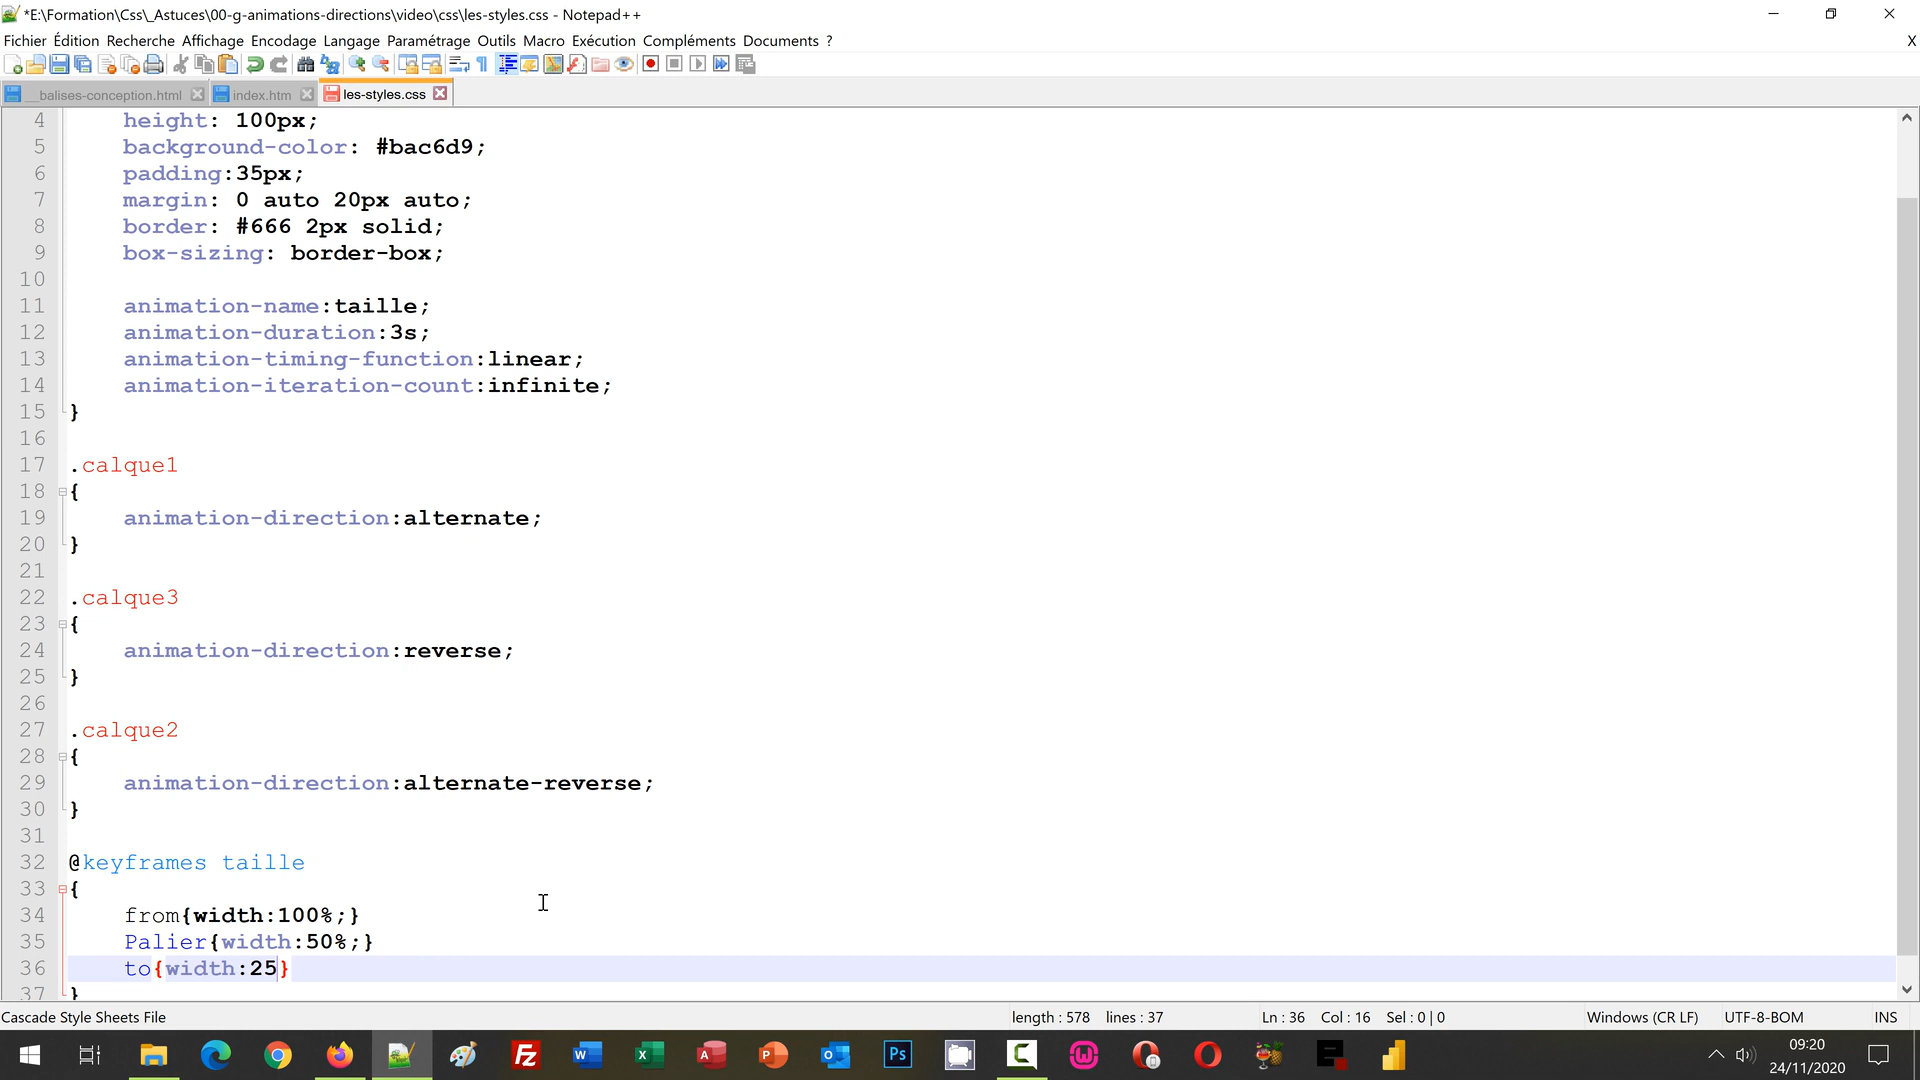 *E:\Formation\Css\_Astuces\00-g-animations-directions\video\css\les-styles.css - Notepad++
Fichier Édition Recherche Affichage Encodage Langage Paramétrage Outils Macro Exécution Compléments Documents ? X
__balises-conception.html index.htm les-styles.css
4 height: 100px;
5 background-color: #bac6d9;
6 padding:35px;
7 margin: 0 auto 20px auto;
8 border: #666 2px solid;
9 box-sizing: border-box;
10
11 animation-name:taille;
12 animation-duration:3s;
13 animation-timing-function:linear;
14 animation-iteration-count:infinite;
15 }
16
17 .calque1
18 {
19 animation-direction:alternate;
20 }
21
22 .calque3
23 {
24 animation-direction:reverse;
25 }
26
27 .calque2
28 {
29 animation-direction:alternate-reverse;
30 }
31
32 @keyframes taille
33 {
34 from{width:100%;}
35 Palier{width:50%;}
36 to{width:25}
37 }
Cascade Style Sheets File length : 578 lines : 37 Ln : 36 Col : 16 Sel : 0 | 0 Windows (CR LF) UTF-8-BOM INS
09:20
24/11/2020